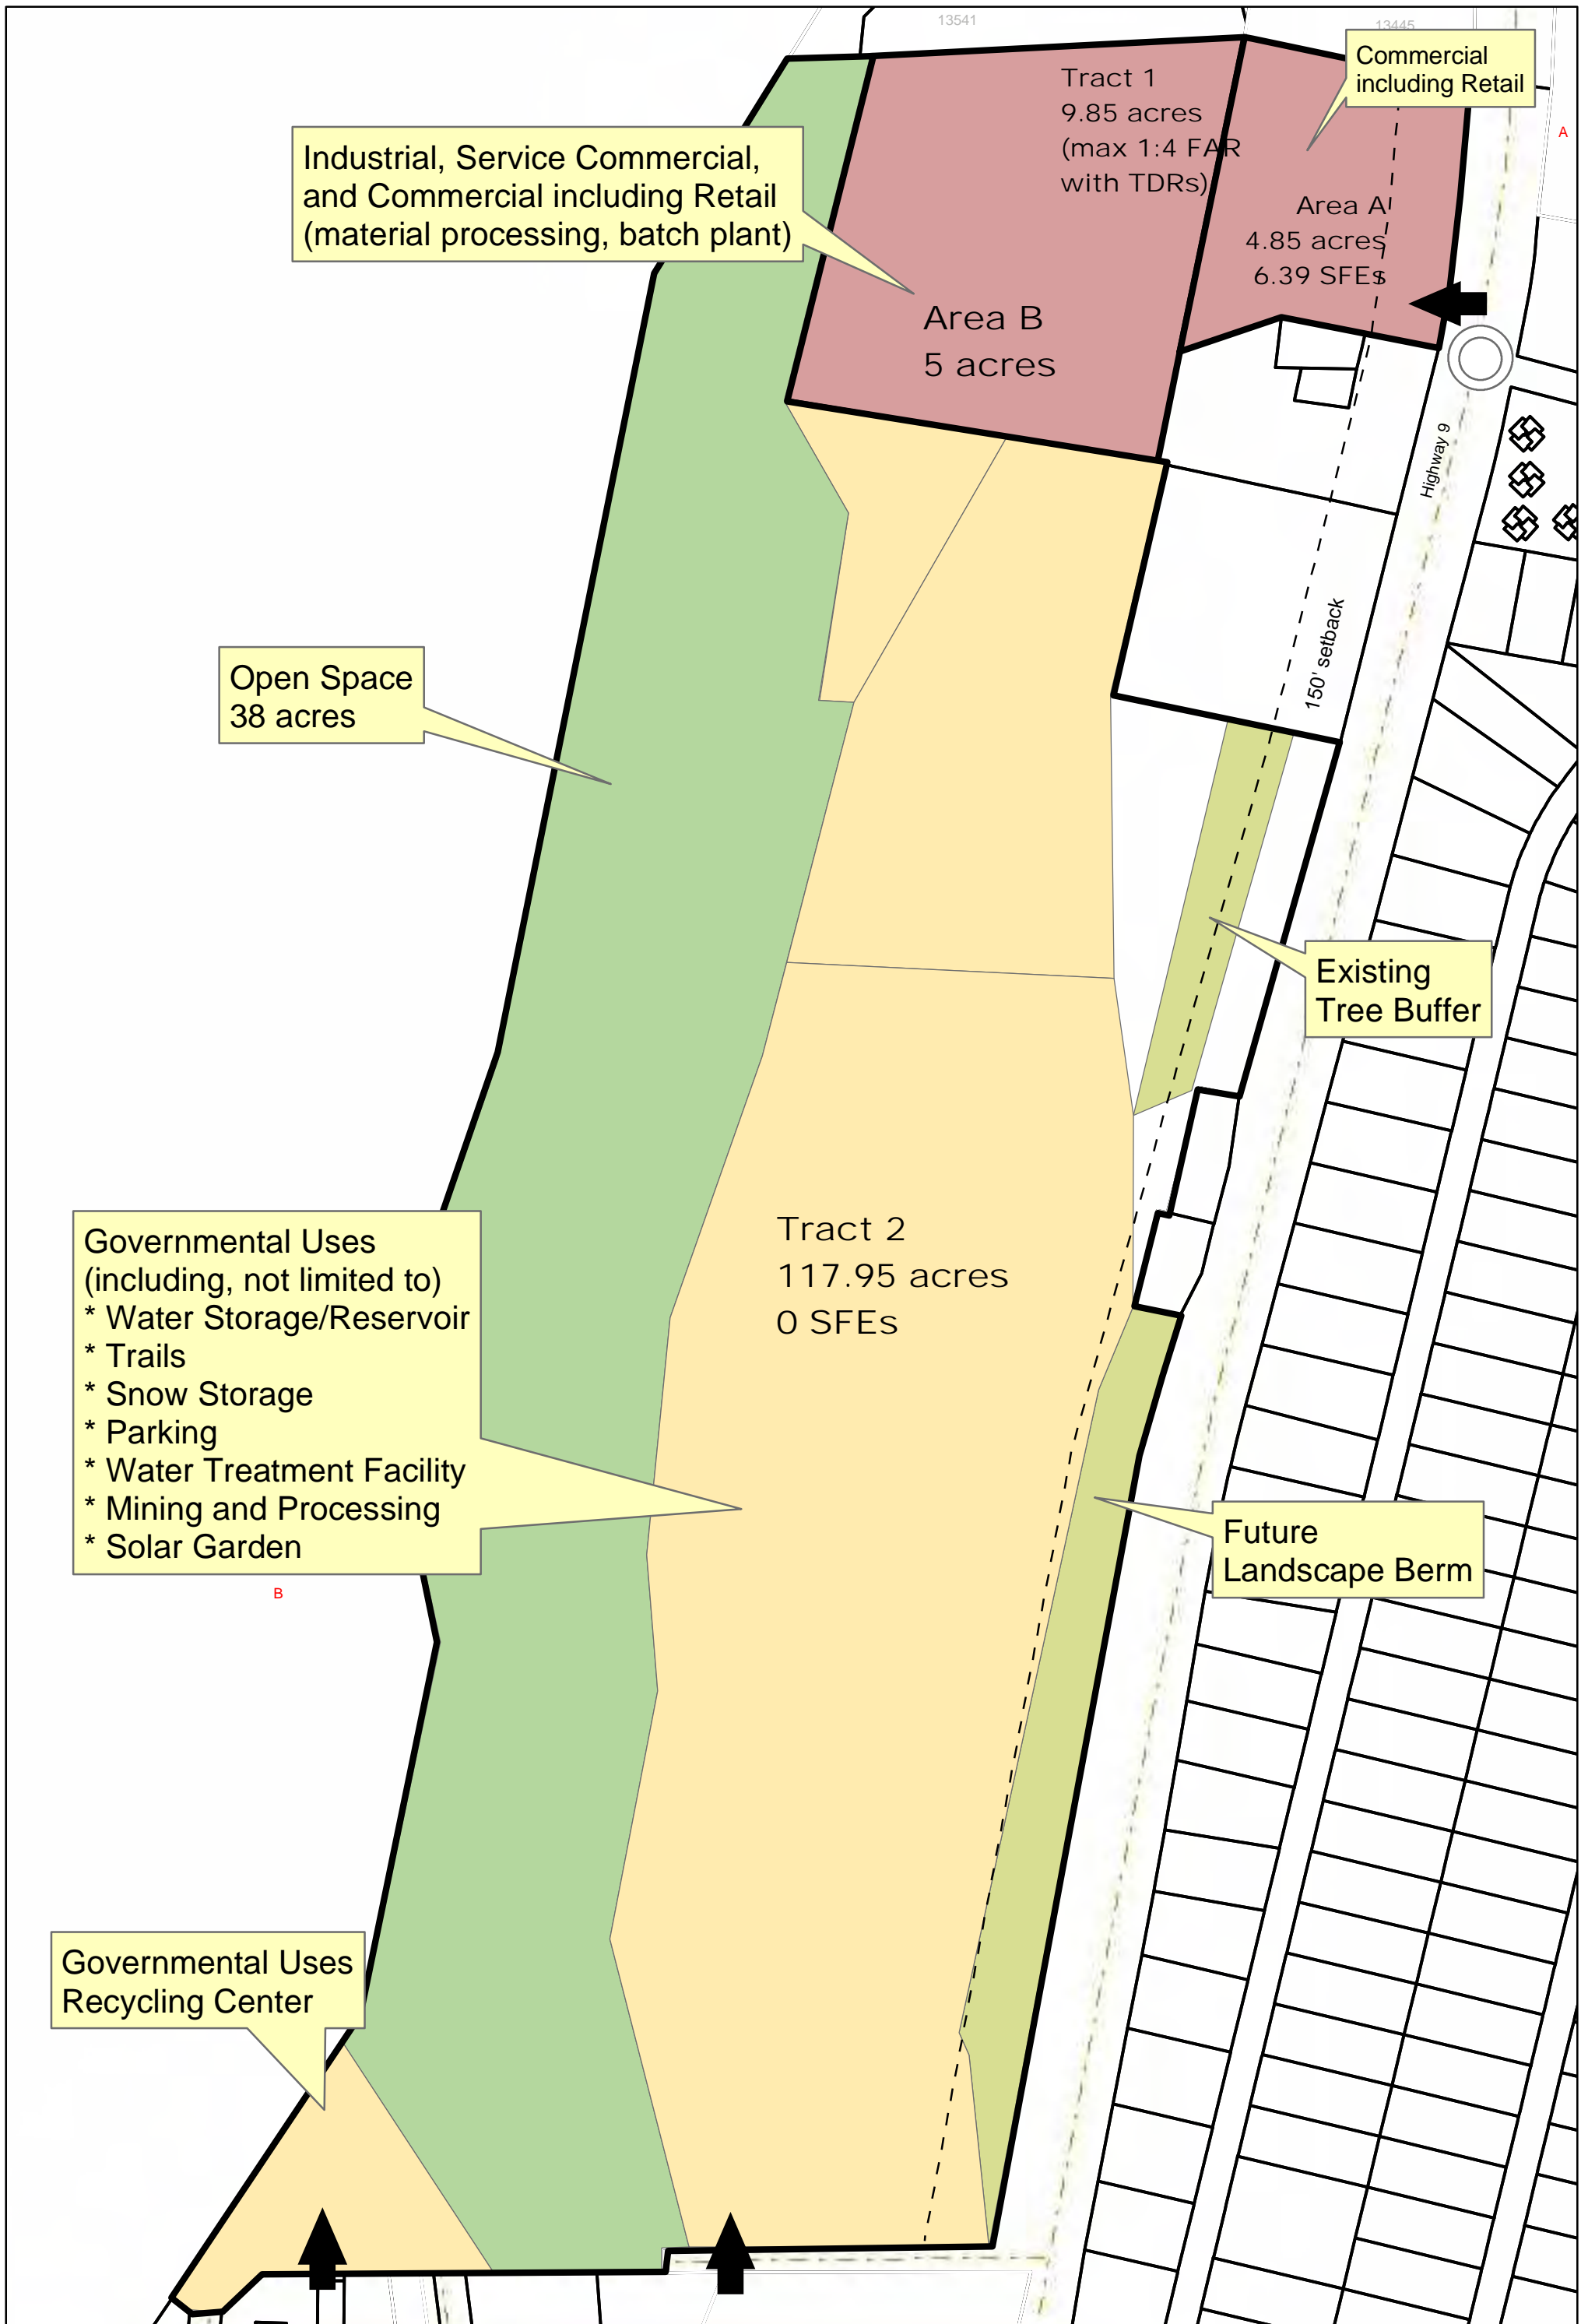 13541
13445
Commercial
including Retail
Tract 1
9.85 acres
(max 1:4 FAR
with TDRs)
A
Industrial, Service Commercial,
and Commercial including Retail
(material processing, batch plant)
Area A
4.85 acres
6.39 SFEs
Area B
5 acres
Highway 9
150' setback
Open Space
38 acres
Existing
Tree Buffer
Tract 2
117.95 acres
0 SFEs
Governmental Uses
(including, not limited to)
* Water Storage/Reservoir
* Trails
* Snow Storage
* Parking
* Water Treatment Facility
* Mining and Processing
* Solar Garden
Future
Landscape Berm
B
Governmental Uses
Recycling Center